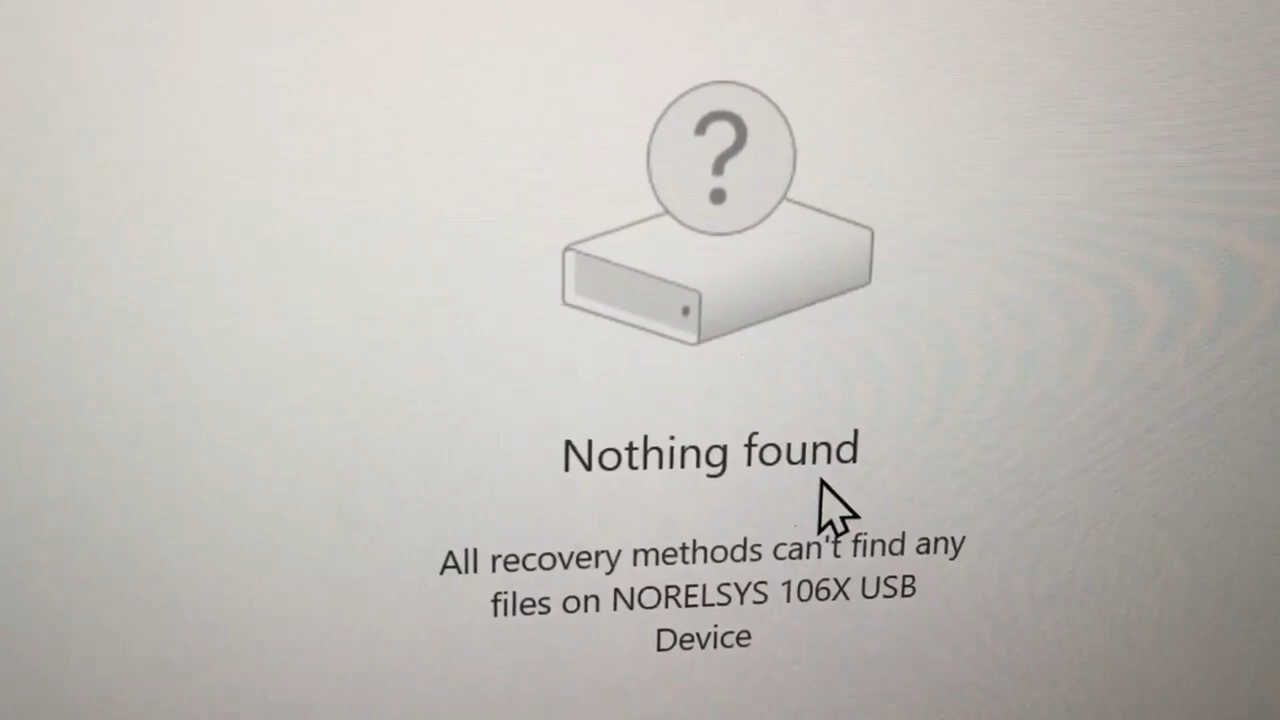 ?
Nothing found
All recovery methods can't find any
files on NORELSYS 106X USB
Device